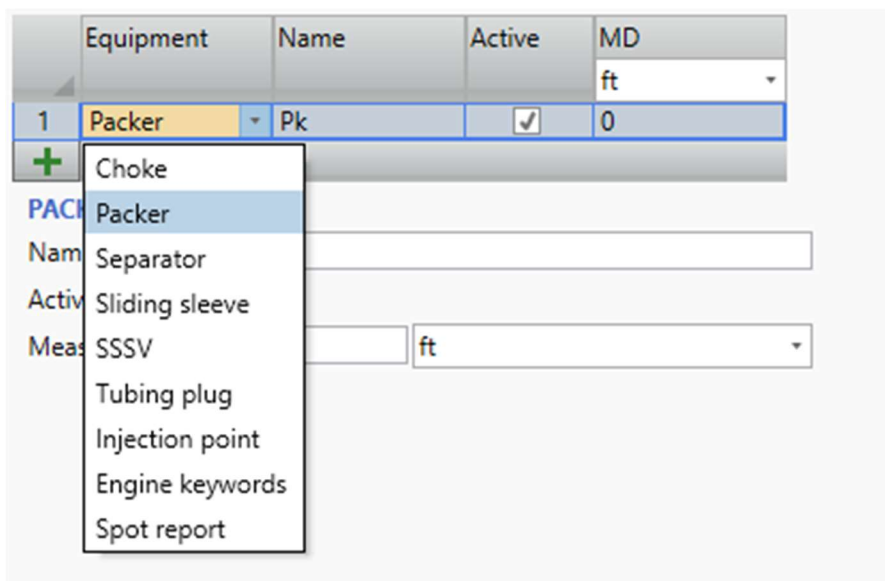 Equipment Name Active MD
ft
1 Packer Pk 0
Choke
PACK Packer
Nam Separator
Activ Sliding sleeve
Meas SSSV ft
Tubing plug
Injection point
Engine keywords
Spot report